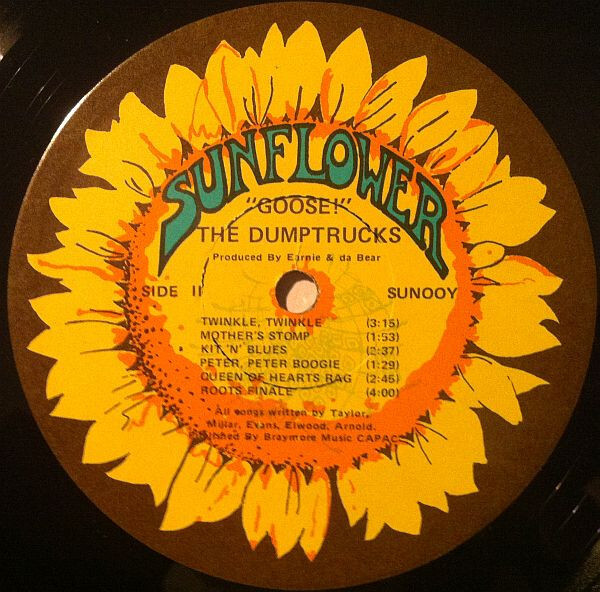 SUNFLOWER
"GOOSE!"
THE DUMPTRUCKS
Produced By Earnie & da Bear
SIDE II
SUNOOY
TWINKLE, TWINKLE (3:15)
MOTHER'S STOMP (1:53)
KIT 'N' BLUES (2:37)
PETER, PETER BOOGIE (1:29)
QUEEN OF HEARTS RAG (2:45)
ROOTS FINALE (4:00)
All songs written by Taylor,
Millar, Evans, Elwood, Arnold.
Published By Braymore Music CAPAC